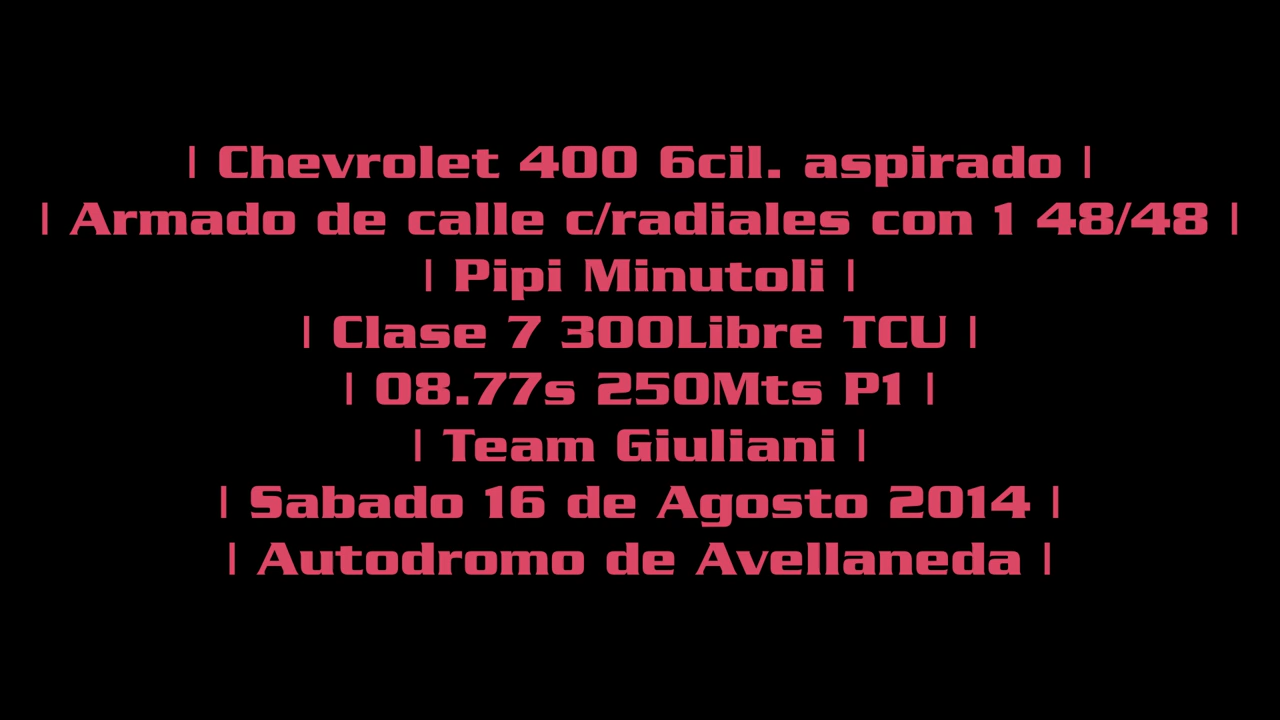 | Chevrolet 400 6cil. aspirado |
| Armado de calle c/radiales con 1 48/48 |
| Pipi Minutoli |
| Clase 7 300Libre TCU |
| 08.77s 250Mts P1 |
| Team Giuliani |
| Sabado 16 de Agosto 2014 |
| Autodromo de Avellaneda |